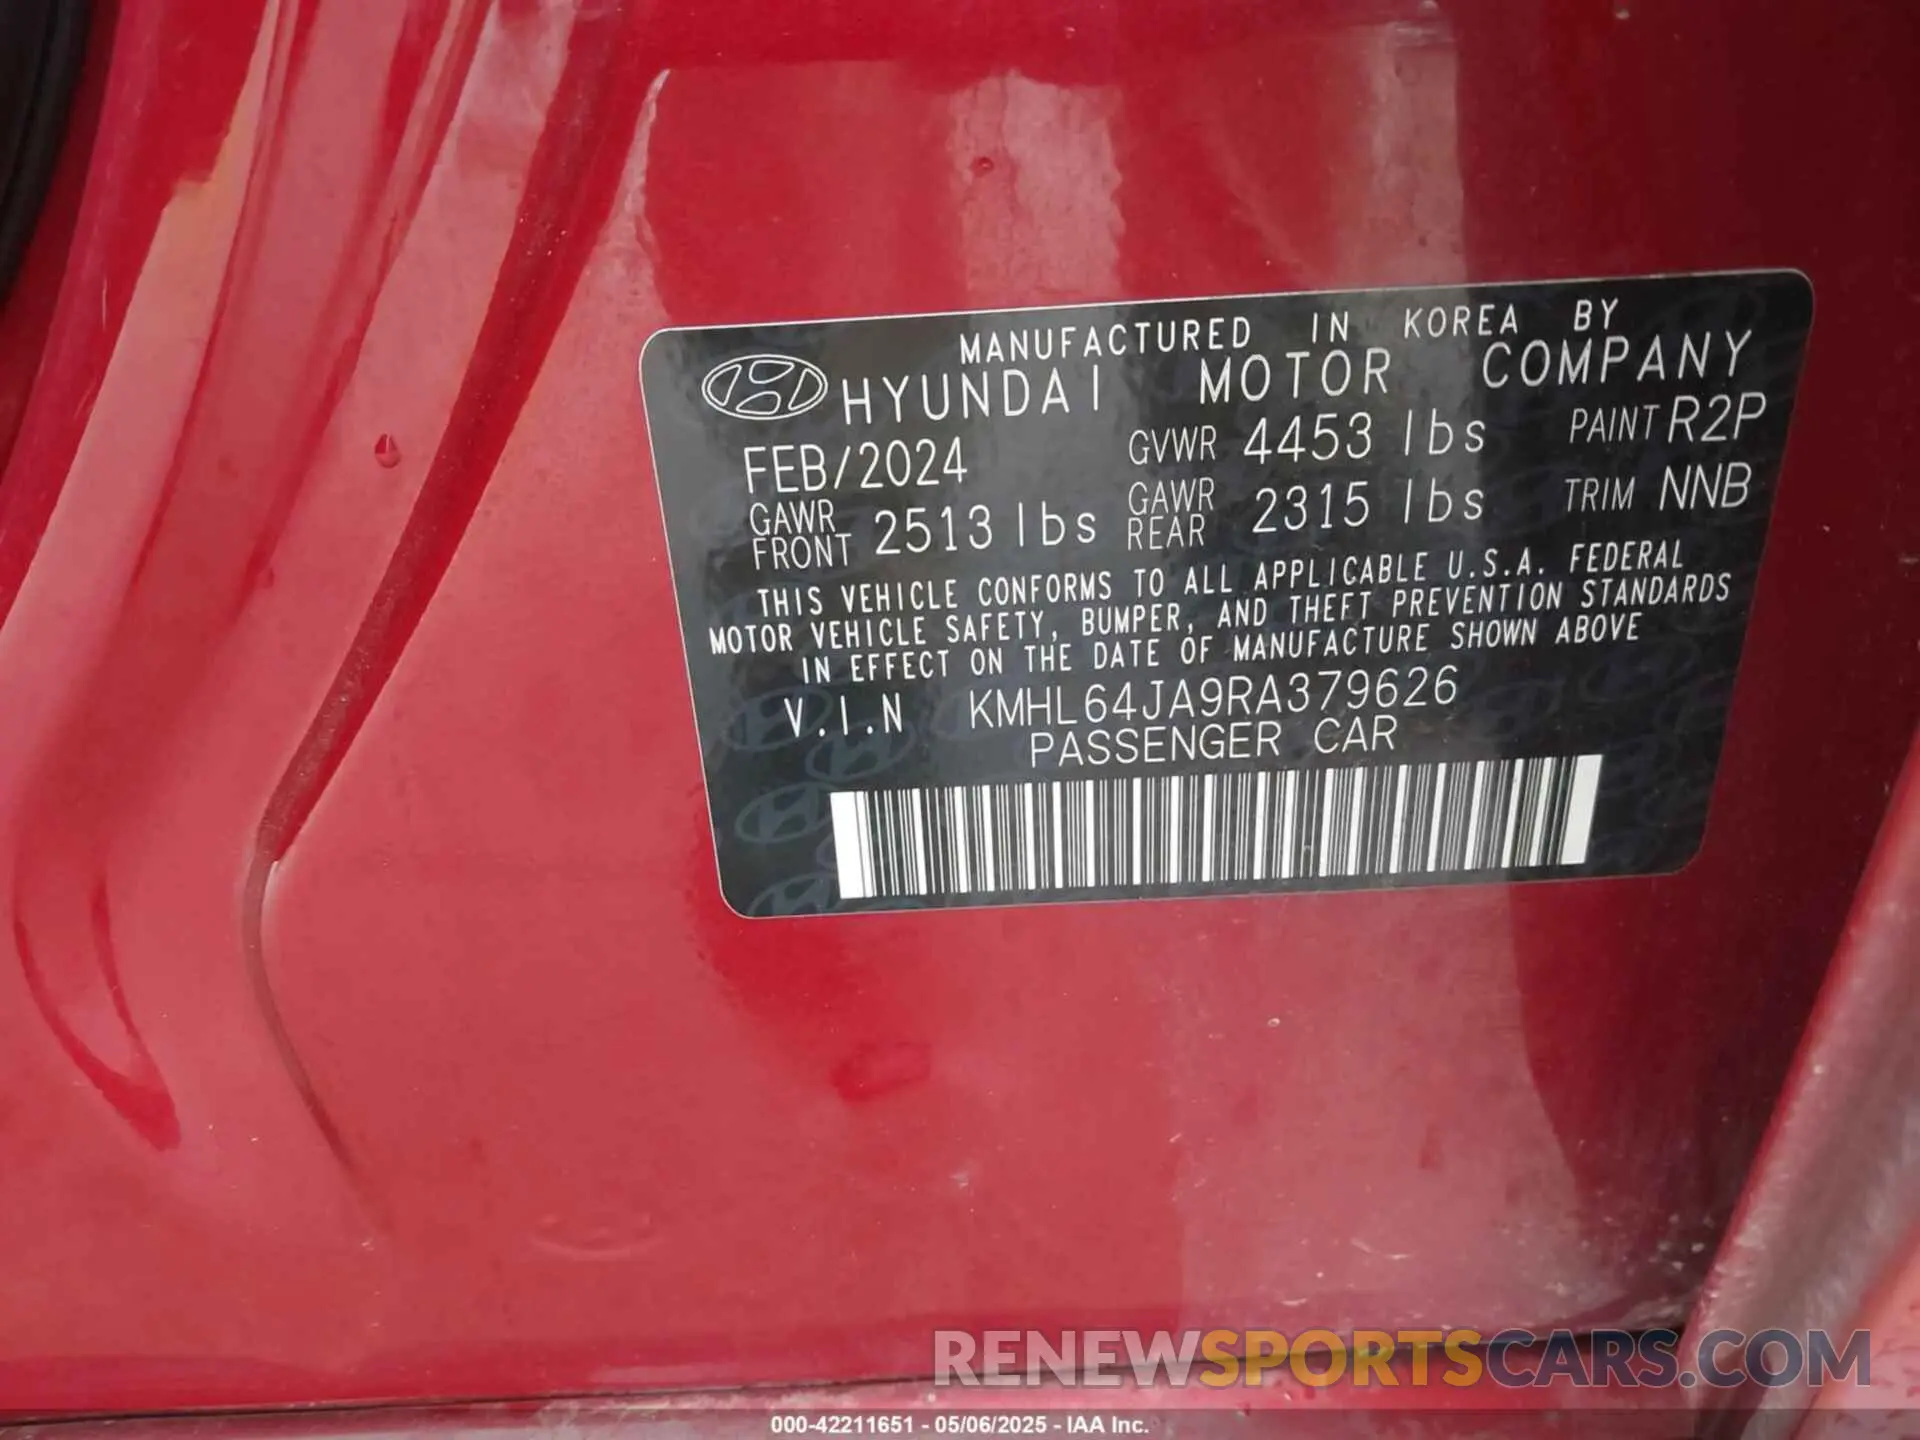 MANUFACTURED IN KOREA BY
HYUNDAI MOTOR COMPANY
FEB/2024 GVWR 4453 lbs PAINT R2P
GAWR FRONT 2513 lbs GAWR REAR 2315 lbs TRIM NNB
THIS VEHICLE CONFORMS TO ALL APPLICABLE U.S.A. FEDERAL
MOTOR VEHICLE SAFETY, BUMPER, AND THEFT PREVENTION STANDARDS
IN EFFECT ON THE DATE OF MANUFACTURE SHOWN ABOVE
V.I.N KMHL64JA9RA379626
PASSENGER CAR
RENEWSPORTSCARS.COM
000-42211651 - 05/06/2025 - IAA Inc.